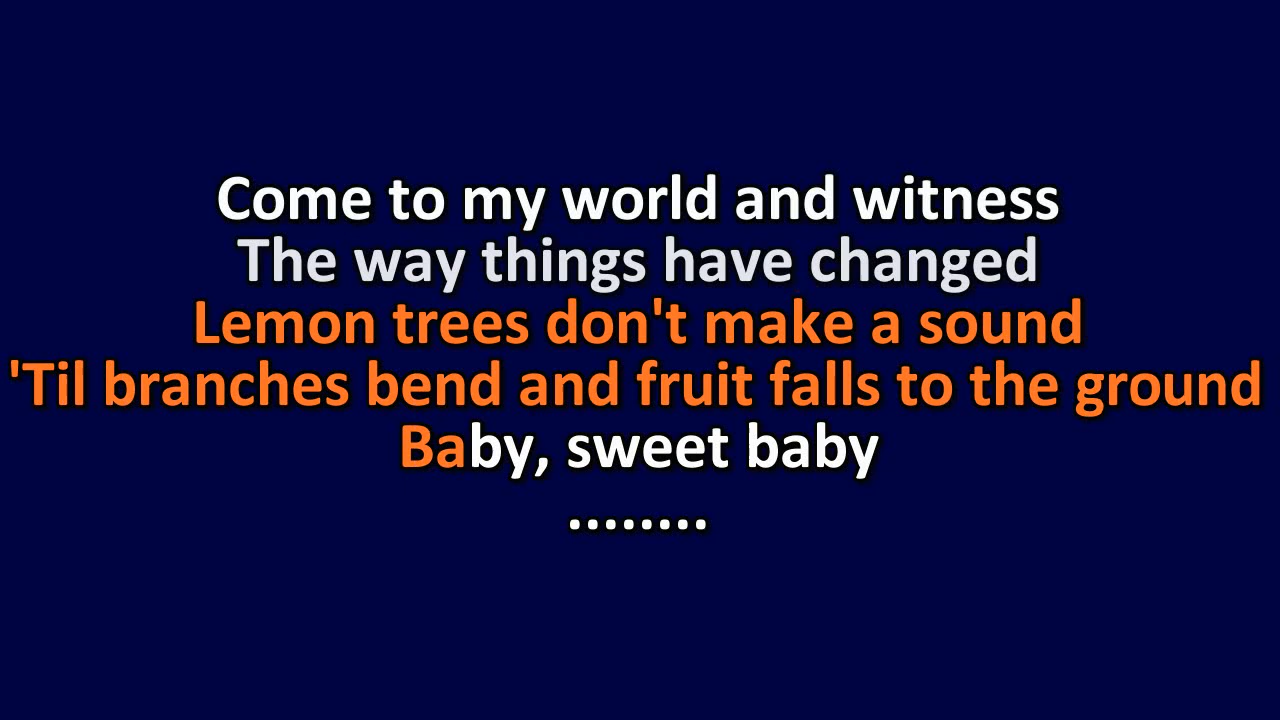 Come to my world and witness
The way things have changed
Lemon trees don't make a sound
'Til branches bend and fruit falls to the ground
Baby, sweet baby
........